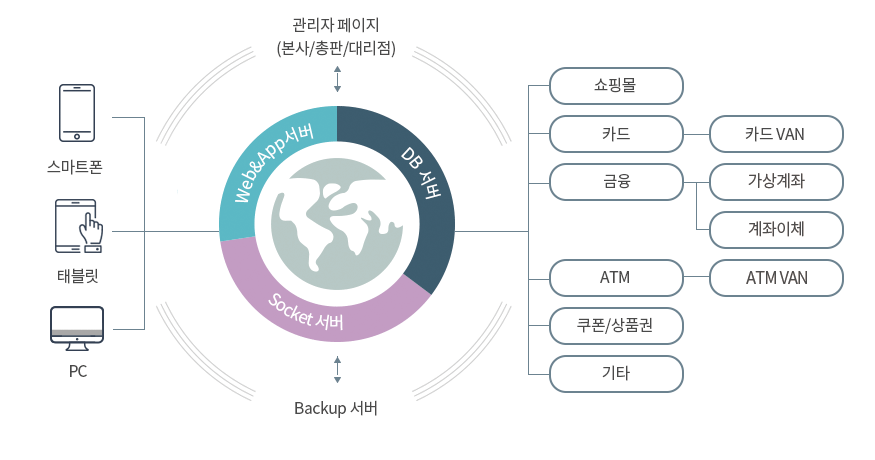 관리자 페이지
(본사/총판/대리점)
스마트폰
태블릿
PC
Web&App서버
DB 서버
Socket 서버
Backup 서버
쇼핑몰
카드
카드 VAN
금융
가상계좌
계좌이체
ATM
ATM VAN
쿠폰/상품권
기타